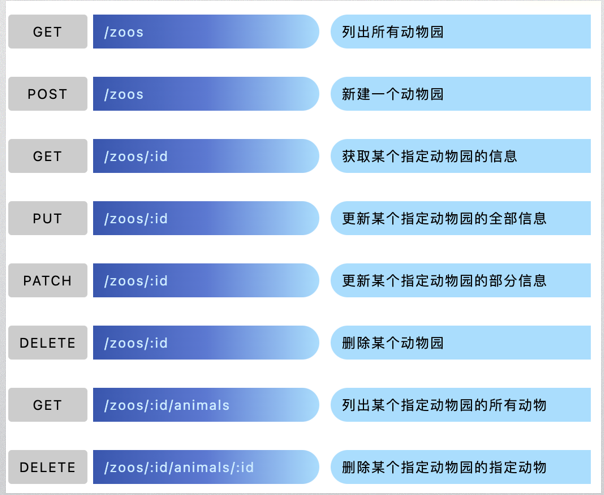 GET /zoos 列出所有动物园
POST /zoos 新建一个动物园
GET /zoos/:id 获取某个指定动物园的信息
PUT /zoos/:id 更新某个指定动物园的全部信息
PATCH /zoos/:id 更新某个指定动物园的部分信息
DELETE /zoos/:id 删除某个动物园
GET /zoos/:id/animals 列出某个指定动物园的所有动物
DELETE /zoos/:id/animals/:id 删除某个指定动物园的指定动物